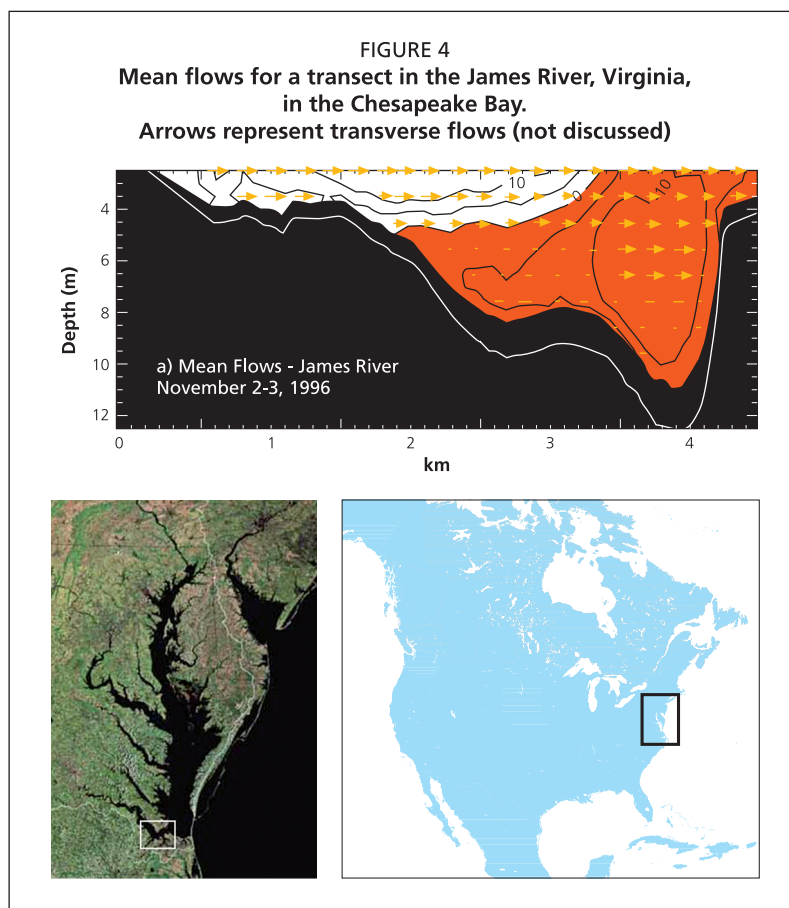 FIGURE 4
Mean flows for a transect in the James River, Virginia,
in the Chesapeake Bay.
Arrows represent transverse flows (not discussed)
10
0
10
4
6
8
10
12
Depth (m)
a) Mean Flows - James River
November 2-3, 1996
0
1
2
3
4
km